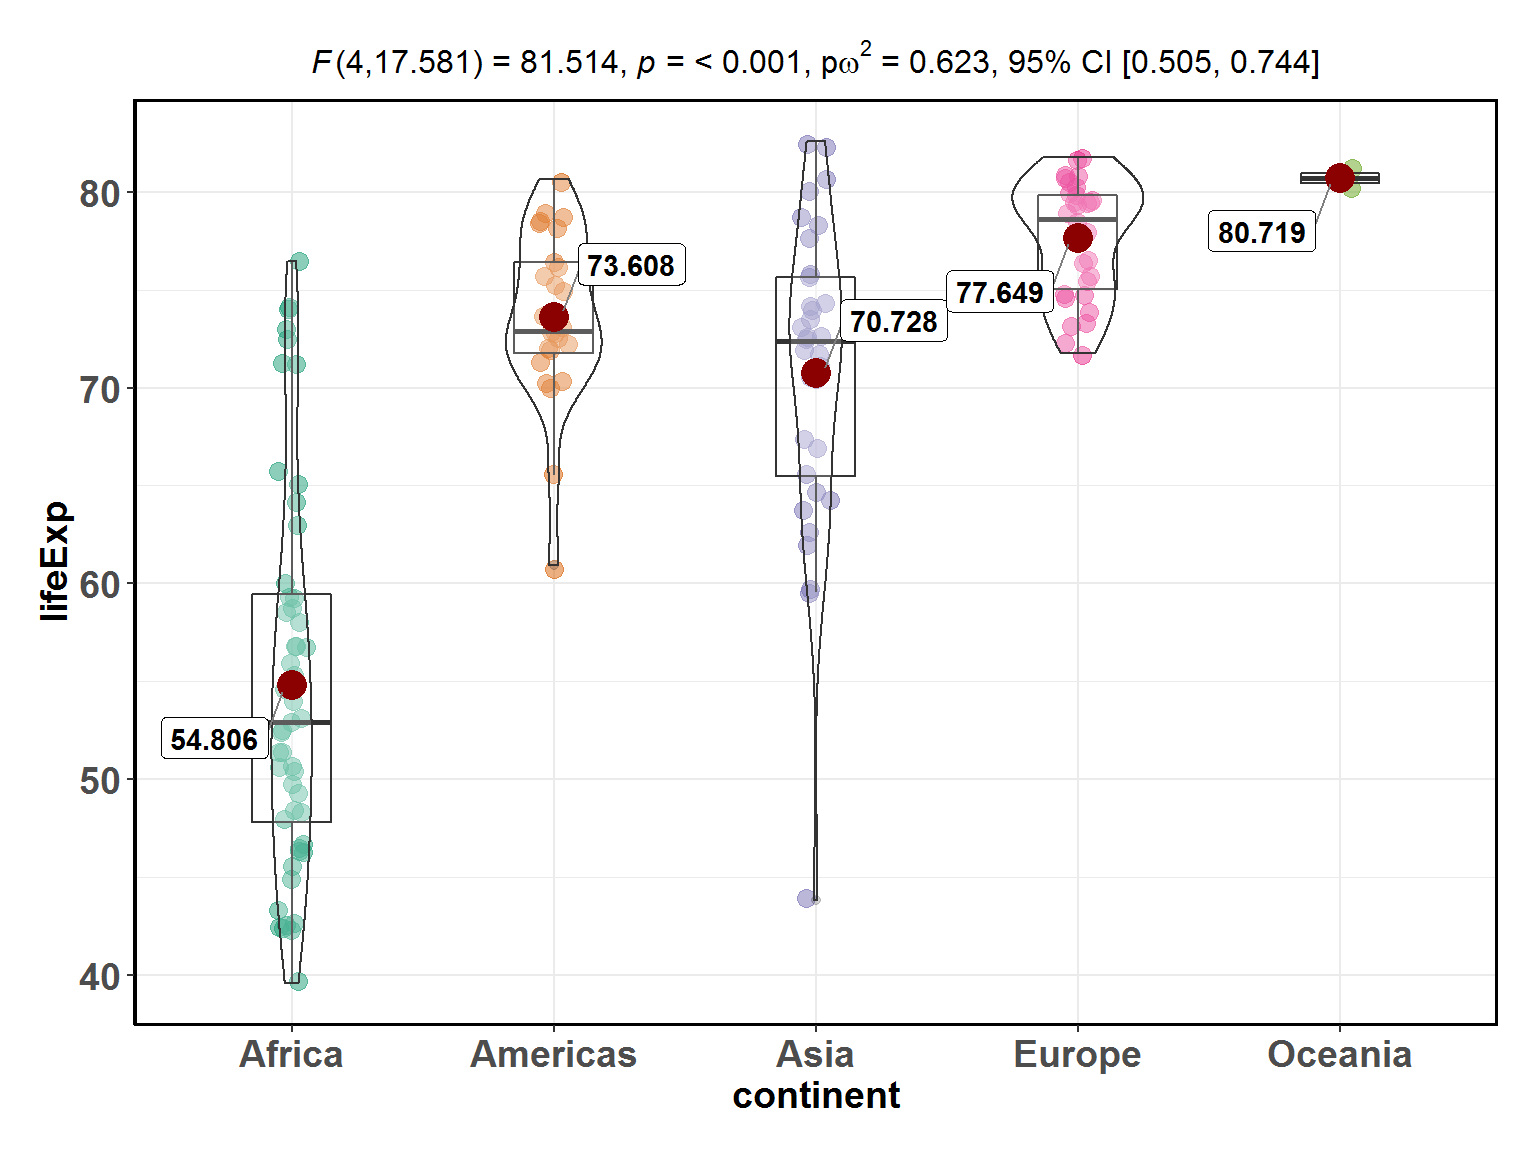 F(4,17.581) = 81.514, p = < 0.001, pω² = 0.623, 95% CI [0.505, 0.744]
lifeExp
80
70
60
50
40
54.806
73.608
70.728
77.649
80.719
Africa
Americas
Asia
Europe
Oceania
continent